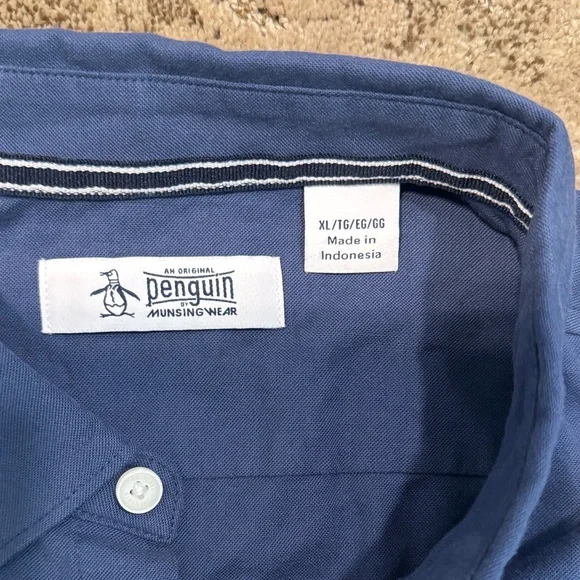 XL/TG/EG/GG
Made in
Indonesia
AN ORIGINAL
penguin
BY
MUNSINGWEAR